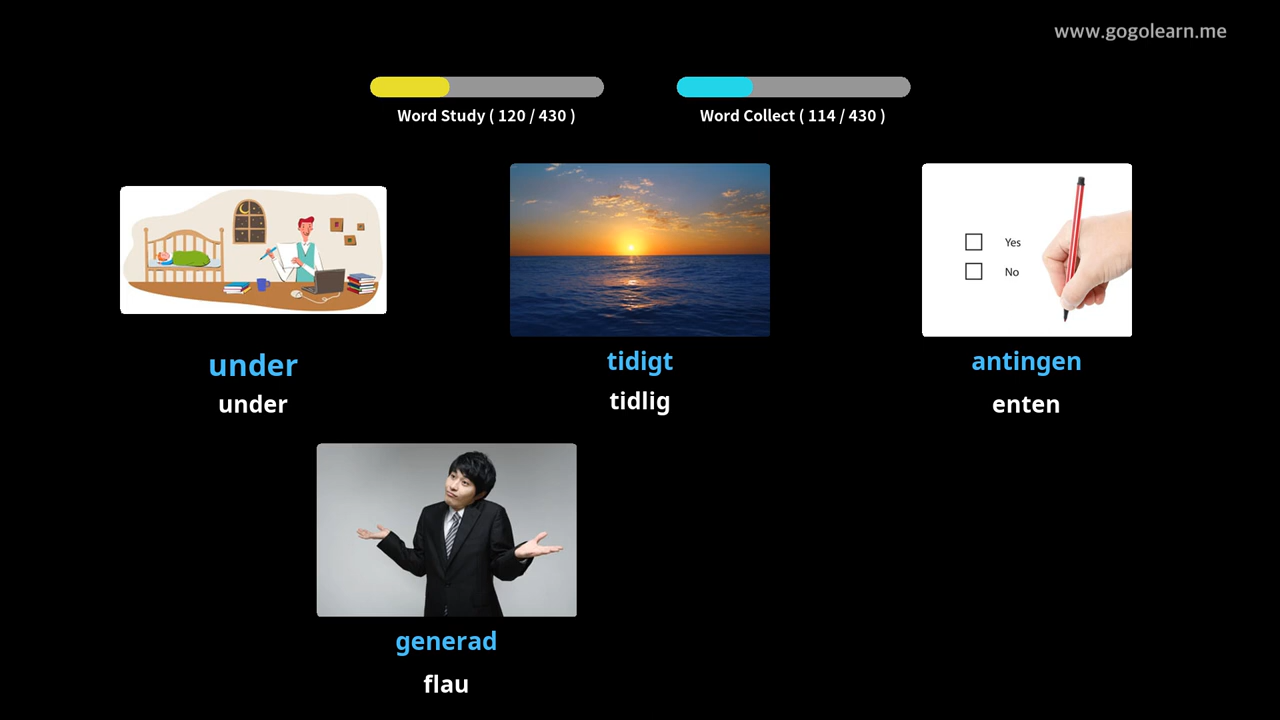 www.gogolearn.me
Word Study ( 120 / 430 )
Word Collect ( 114 / 430 )
Yes
No
under
under
tidigt
tidlig
antingen
enten
generad
flau